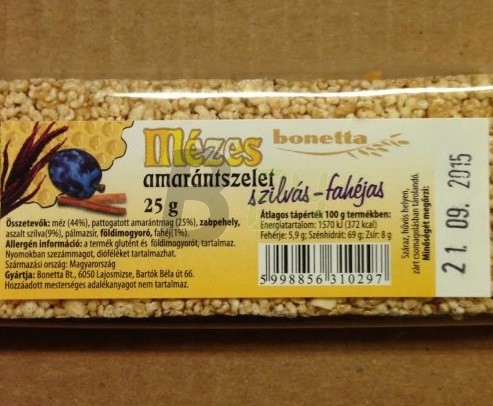 Mézes
bonetta
amarántszelet
szilvás-fahéjas
25 g
Összetevők: méz (44%), pattogatott amarántmag (25%), zabpehely,
aszalt szilva(9%), pálmazsír, földimogyoró, fahéj(1%).
Allergén információ: a termék glutént és földimogyorót, tartalmaz.
Nyomokban szezámmagot, dióféléket tartalmazhat.
Származási ország: Magyarország
Gyártja: Bonetta Bt., 6050 Lajosmizse, Bartók Béla út 66.
Hozzáadott mesterséges adalékanyagot nem tartalmaz.
Átlagos tápérték 100 g termékben:
Energiatartalom: 1570 kJ (372 kcal)
Fehérje: 5,9 g; Szénhidrát: 69 g; Zsír: 8 g
5 998856 310297
Száraz, hűvös helyen,
zárt csomagolásban tárolandó.
Minőségét megőrzi:
21. 09. 2015